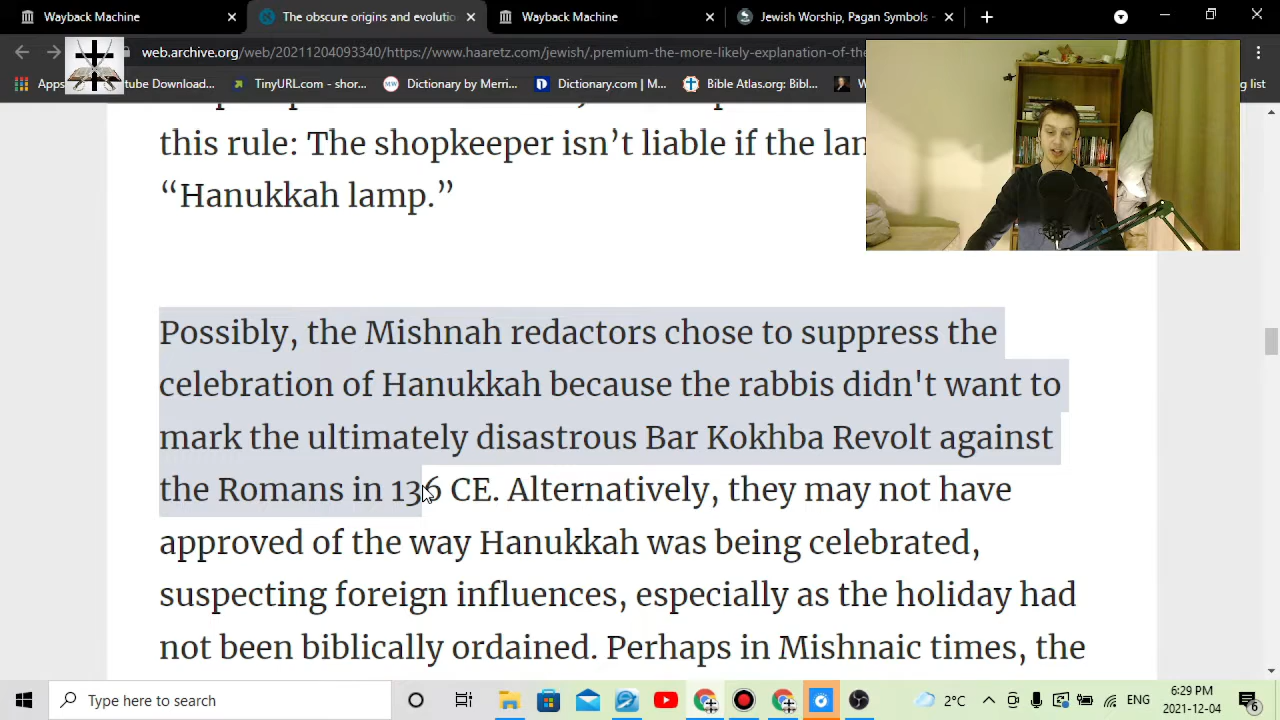 Wayback Machine
The obscure origins and evolutio
Wayback Machine
Jewish Worship, Pagan Symbols -
web.archive.org/web/20211204093340/https://www.haaretz.com/jewish/.premium-the-more-likely-explanation-of-the
Apps
tube Download...
TinyURL.com - shor...
Dictionary by Merri...
Dictionary.com | M...
Bible Atlas.org: Bibl...
W
g list
this rule: The shopkeeper isn’t liable if the lan
“Hanukkah lamp.”
Possibly, the Mishnah redactors chose to suppress the
celebration of Hanukkah because the rabbis didn't want to
mark the ultimately disastrous Bar Kokhba Revolt against
the Romans in 136 CE. Alternatively, they may not have
approved of the way Hanukkah was being celebrated,
suspecting foreign influences, especially as the holiday had
not been biblically ordained. Perhaps in Mishnaic times, the
Type here to search
2°C
ENG
6:29 PM
2021-12-04
6